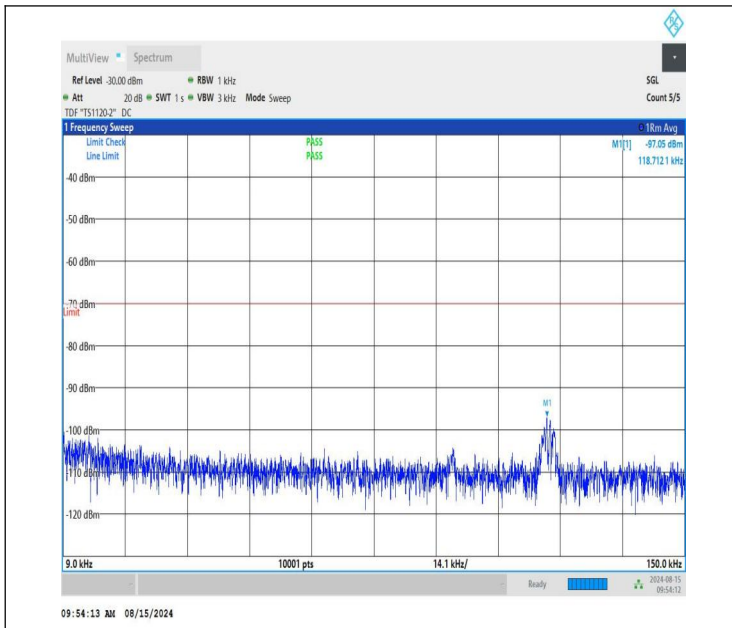 MultiView Spectrum
Ref Level -30.00 dBm RBW 1 kHz SGL
Att 20 dB SWT 1 s VBW 3 kHz Mode Sweep Count 5/5
TDF "TS1120-2" DC
1 Frequency Sweep 1Rm Avg
Limit Check PASS M1[1] -97.05 dBm
Line Limit PASS 118.712 1 kHz
-40 dBm
-50 dBm
-60 dBm
-70 dBm
Limit
-80 dBm
-90 dBm
M1
-100 dBm
-110 dBm
-120 dBm
9.0 kHz 10001 pts 14.1 kHz/ 150.0 kHz
Ready 2024-08-15
09:54:12
09:54:13 AM 08/15/2024